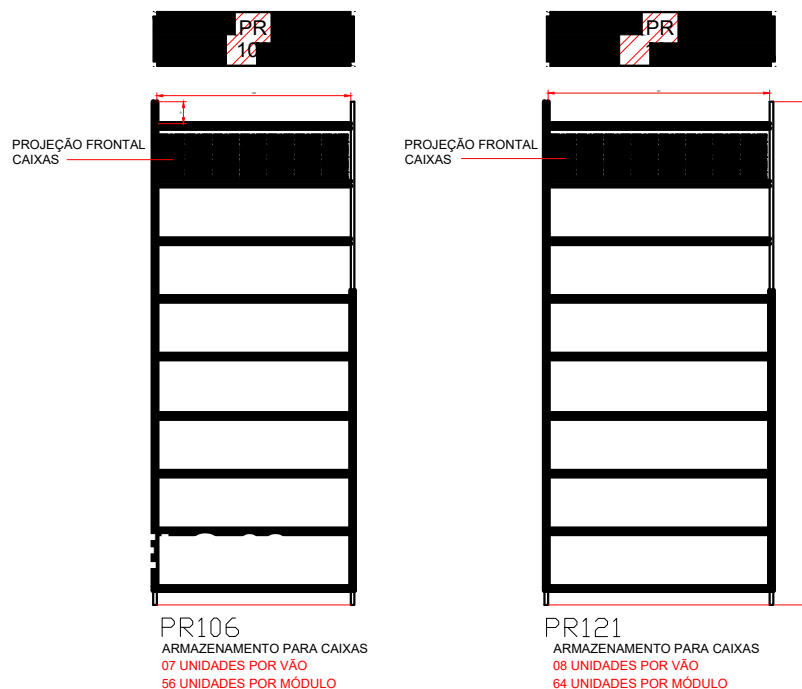 PR
10
PR
PROJEÇÃO FRONTAL
CAIXAS
PROJEÇÃO FRONTAL
CAIXAS
PR106
ARMAZENAMENTO PARA CAIXAS
07 UNIDADES POR VÃO
56 UNIDADES POR MÓDULO
PR121
ARMAZENAMENTO PARA CAIXAS
08 UNIDADES POR VÃO
64 UNIDADES POR MÓDULO